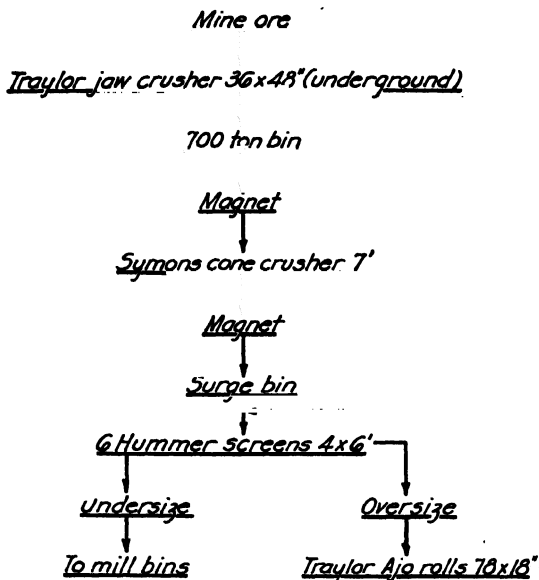 Mine ore
Traylor jaw crusher 36x48" (underground)
700 ton bin
Magnet
Symons cone crusher 7'
Magnet
Surge bin
6 Hummer screens 4x6'
Undersize Oversize
To mill bins Traylor Ajo rolls 78x18"